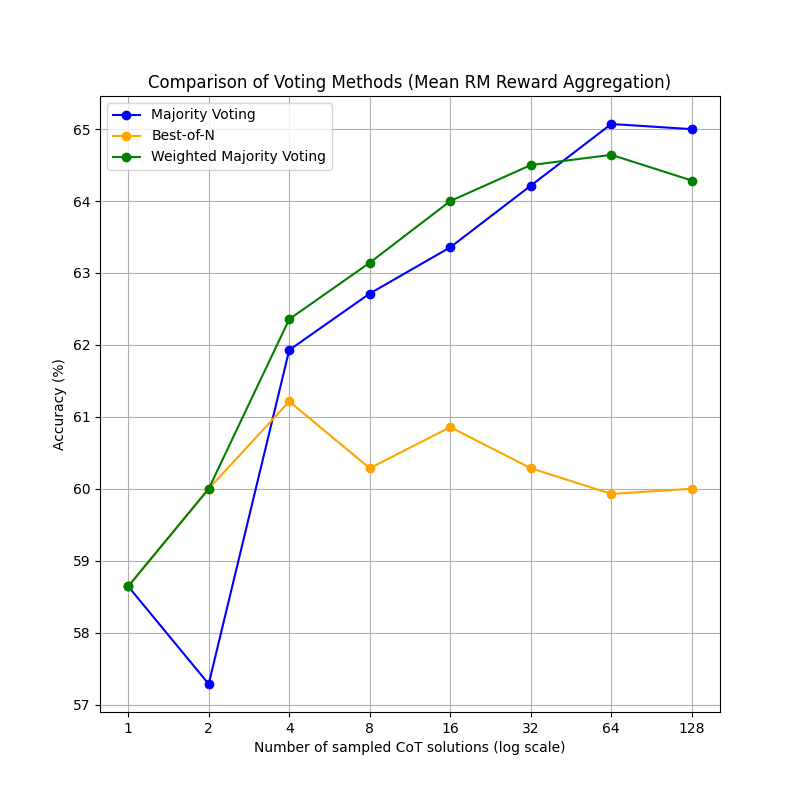 Comparison of Voting Methods (Mean RM Reward Aggregation)
Majority Voting
Best-of-N
Weighted Majority Voting
Accuracy (%)
65
64
63
62
61
60
59
58
57
1 2 4 8 16 32 64 128
Number of sampled CoT solutions (log scale)